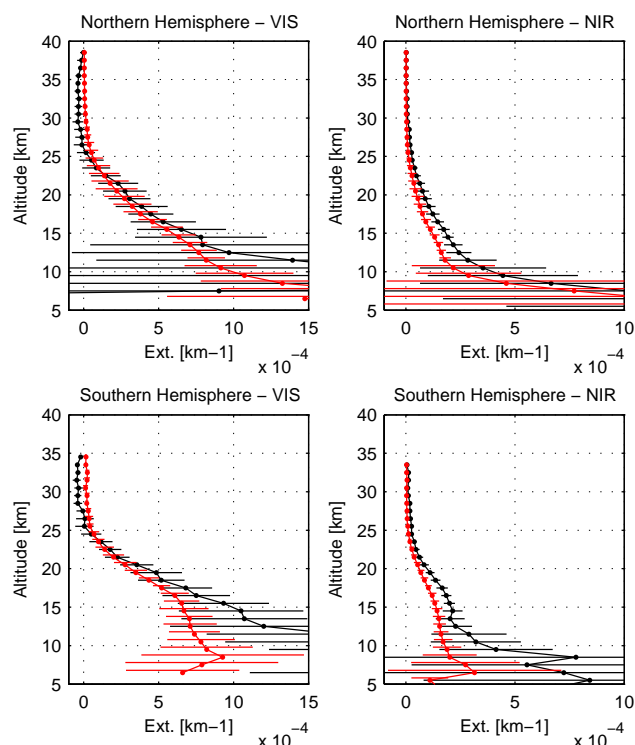 Northern Hemisphere – VIS
Northern Hemisphere – NIR
40
35
30
25
20
15
10
5
Altitude [km]
0
5
10
15
Ext. [km−1]
x 10⁻⁴
40
35
30
25
20
15
10
5
Altitude [km]
0
5
10
Ext. [km−1]
x 10⁻⁴
Southern Hemisphere – VIS
Southern Hemisphere – NIR
40
35
30
25
20
15
10
5
Altitude [km]
0
5
10
15
Ext. [km−1]
x 10⁻⁴
40
35
30
25
20
15
10
5
Altitude [km]
0
5
10
Ext. [km−1]
x 10⁻⁴